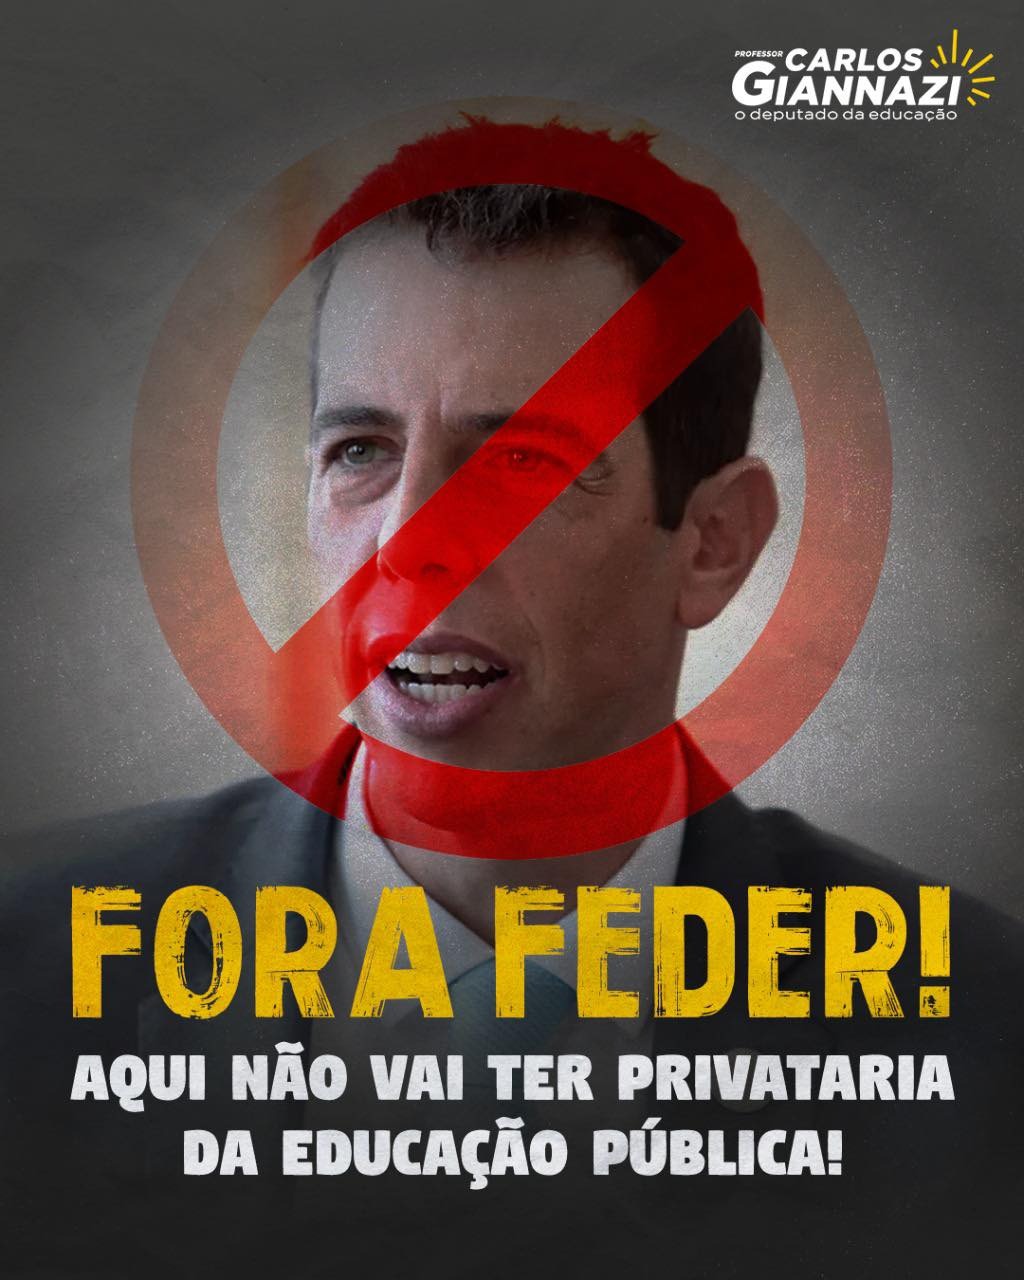 PROFESSOR CARLOS
GIANNAZI
o deputado da educação
FORA FEDER!
AQUI NÃO VAI TER PRIVATARIA
DA EDUCAÇÃO PÚBLICA!